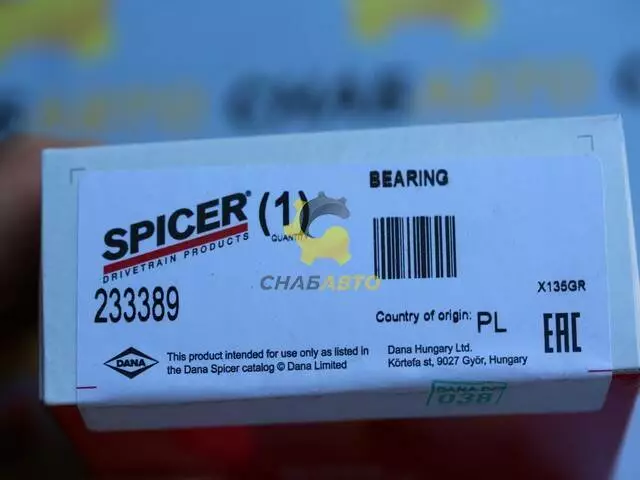 СНАБАВТО
BEARING
SPICER®
(1)
QUANTITY
DRIVETRAIN PRODUCTS
СНАБАВТО
233389
X135GR
Country of origin: PL
EAC
DANA
This product intended for use only as listed in
the Dana Spicer catalog © Dana Limited
Dana Hungary Ltd.
Körtefa st, 9027 Győr, Hungary
038